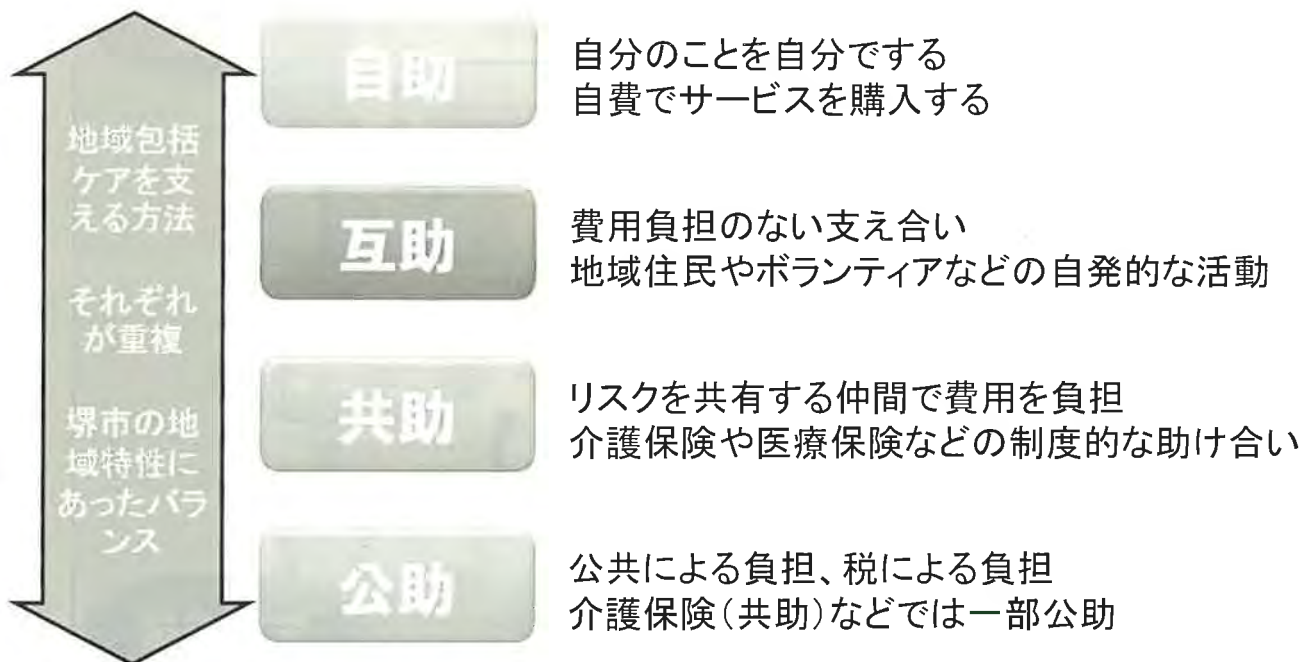 地域包括
ケアを支
える方法
それぞれ
が重複
堺市の地
域特性に
あったバラ
ンス
自助
自分のことを自分でする
自費でサービスを購入する
互助
費用負担のない支え合い
地域住民やボランティアなどの自発的な活動
共助
リスクを共有する仲間で費用を負担
介護保険や医療保険などの制度的な助け合い
公助
公共による負担、税による負担
介護保険(共助)などでは一部公助